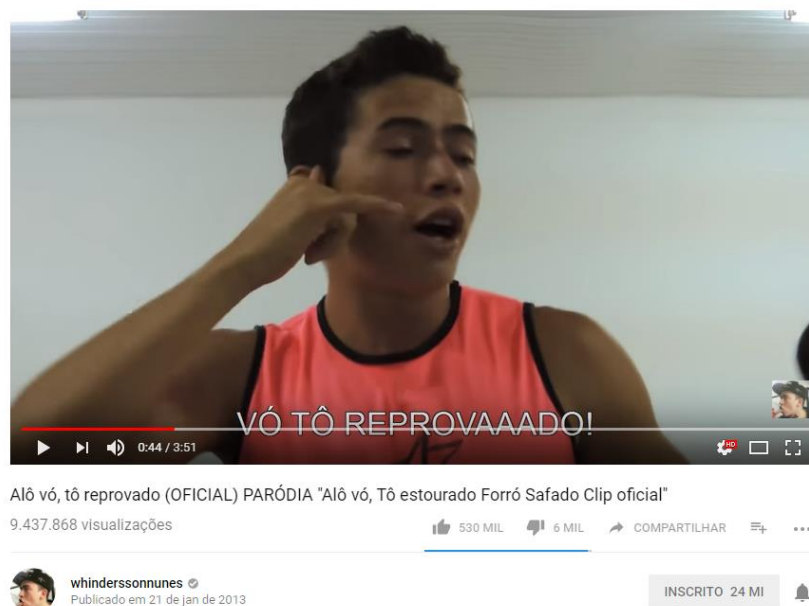 VÓ TÔ REPROVAAADO!
0:44 / 3:51
HD
Alô vó, tô reprovado (OFICIAL) PARÓDIA "Alô vó, Tô estourado Forró Safado Clip oficial"
9.437.868 visualizações
530 MIL
6 MIL
COMPARTILHAR
whinderssonnunes
Publicado em 21 de jan de 2013
INSCRITO 24 MI